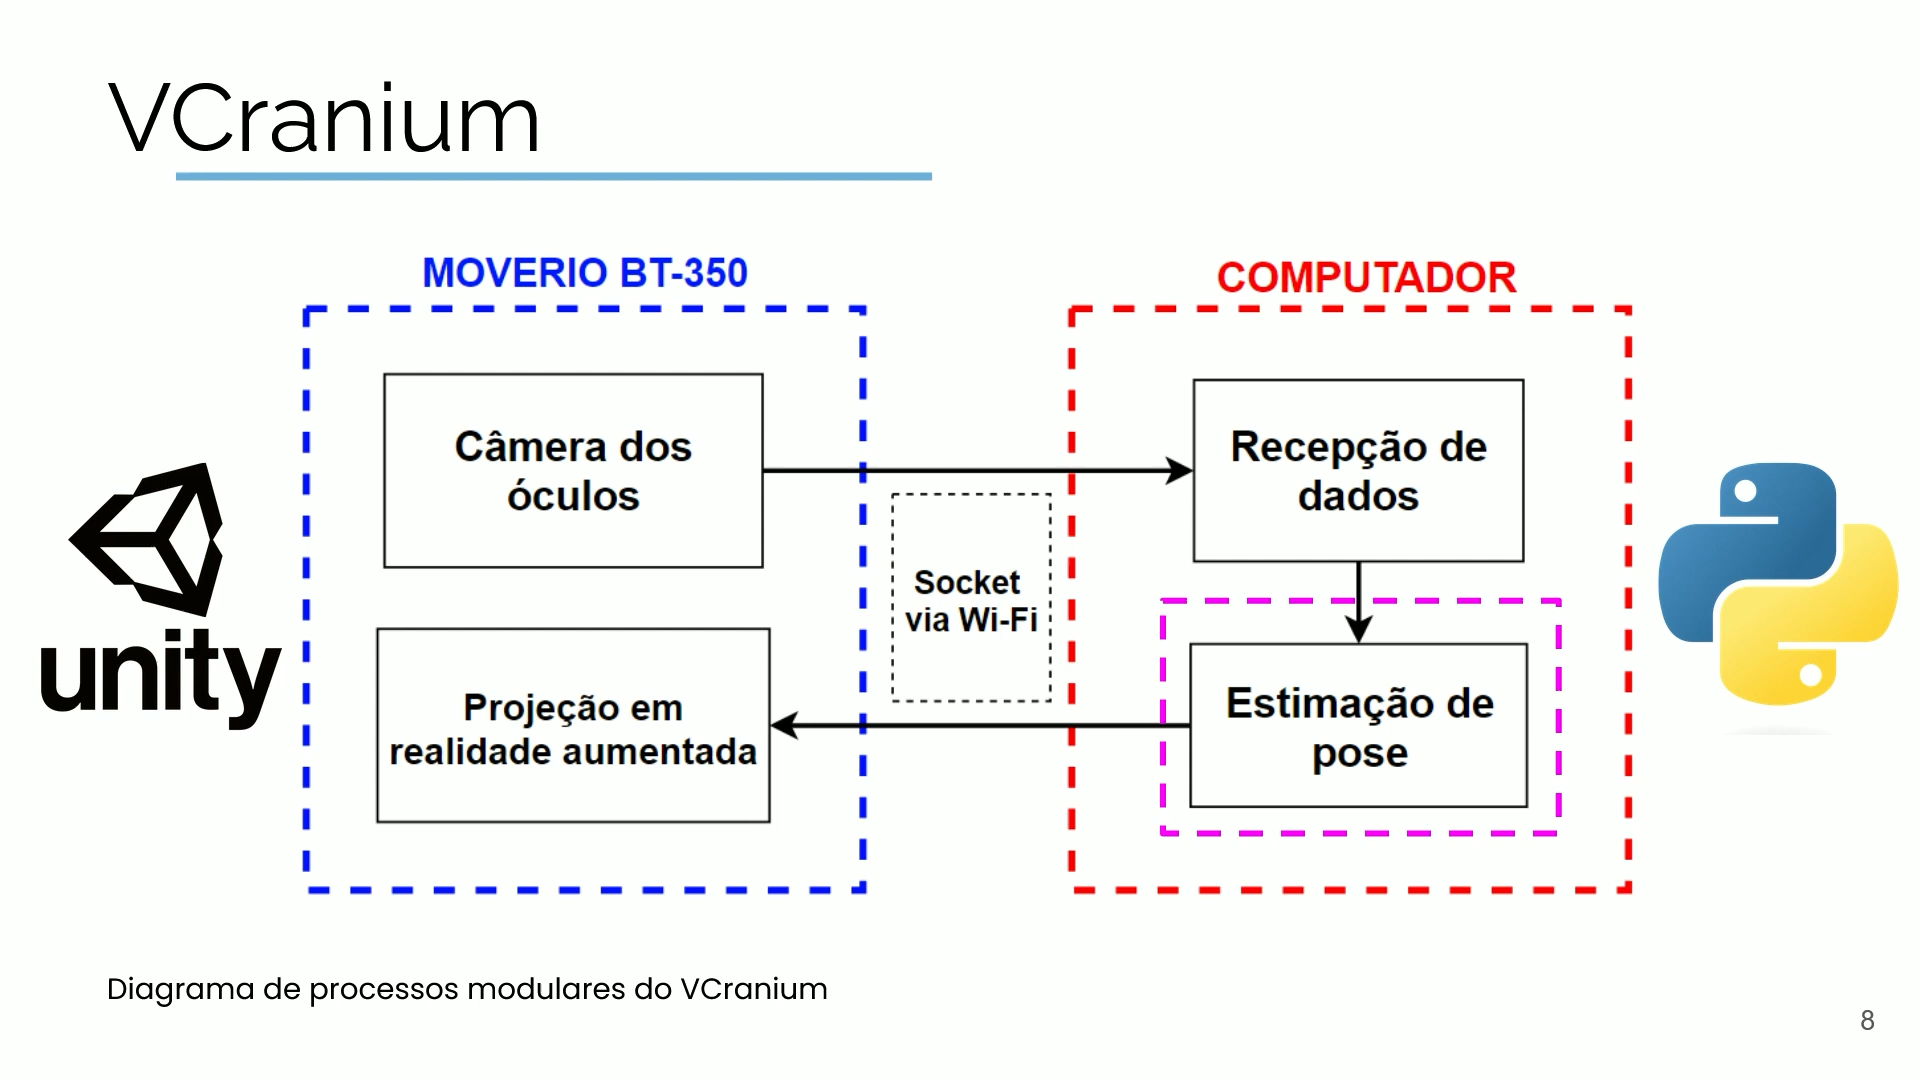 VCranium
MOVERIO BT-350
COMPUTADOR
Câmera dos
óculos
Recepção de
dados
Socket
via Wi-Fi
unity
Projeção em
realidade aumentada
Estimação de
pose
Diagrama de processos modulares do VCranium
8